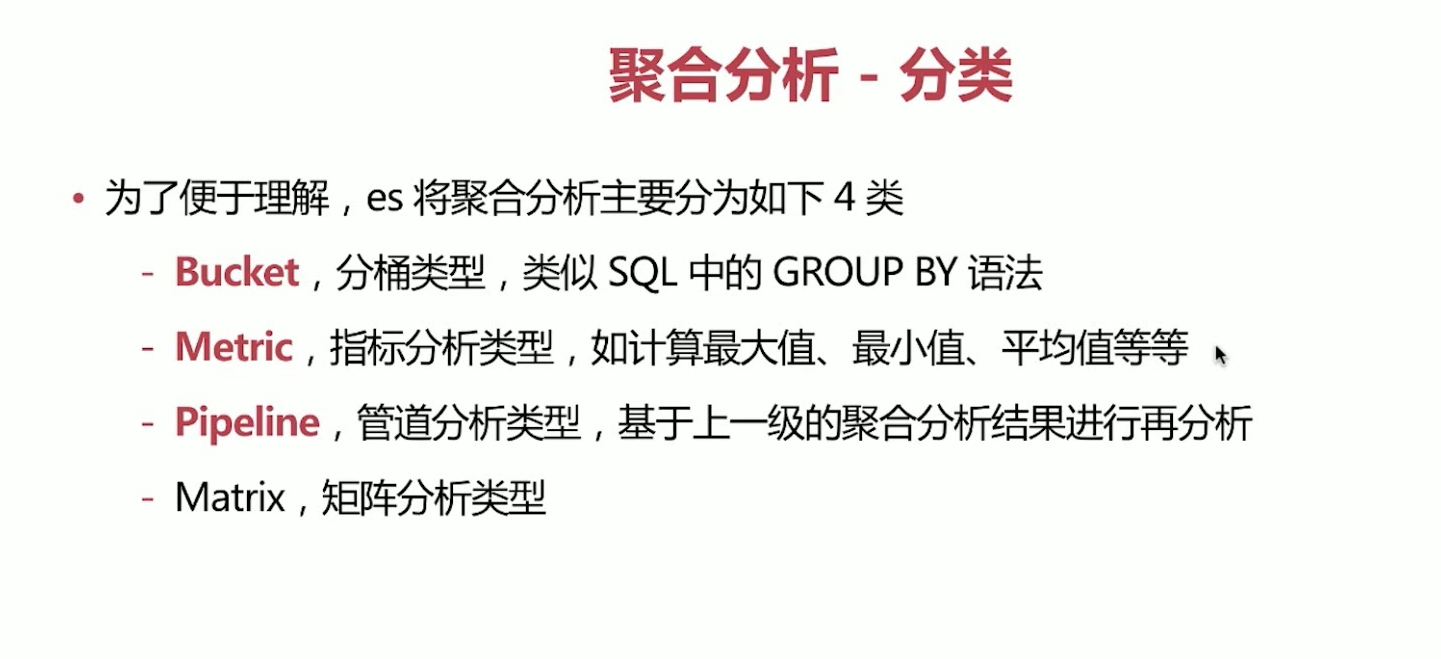 聚合分析 - 分类
• 为了便于理解，es 将聚合分析主要分为如下 4 类
- Bucket，分桶类型，类似 SQL 中的 GROUP BY 语法
- Metric，指标分析类型，如计算最大值、最小值、平均值等等
- Pipeline，管道分析类型，基于上一级的聚合分析结果进行再分析
- Matrix，矩阵分析类型